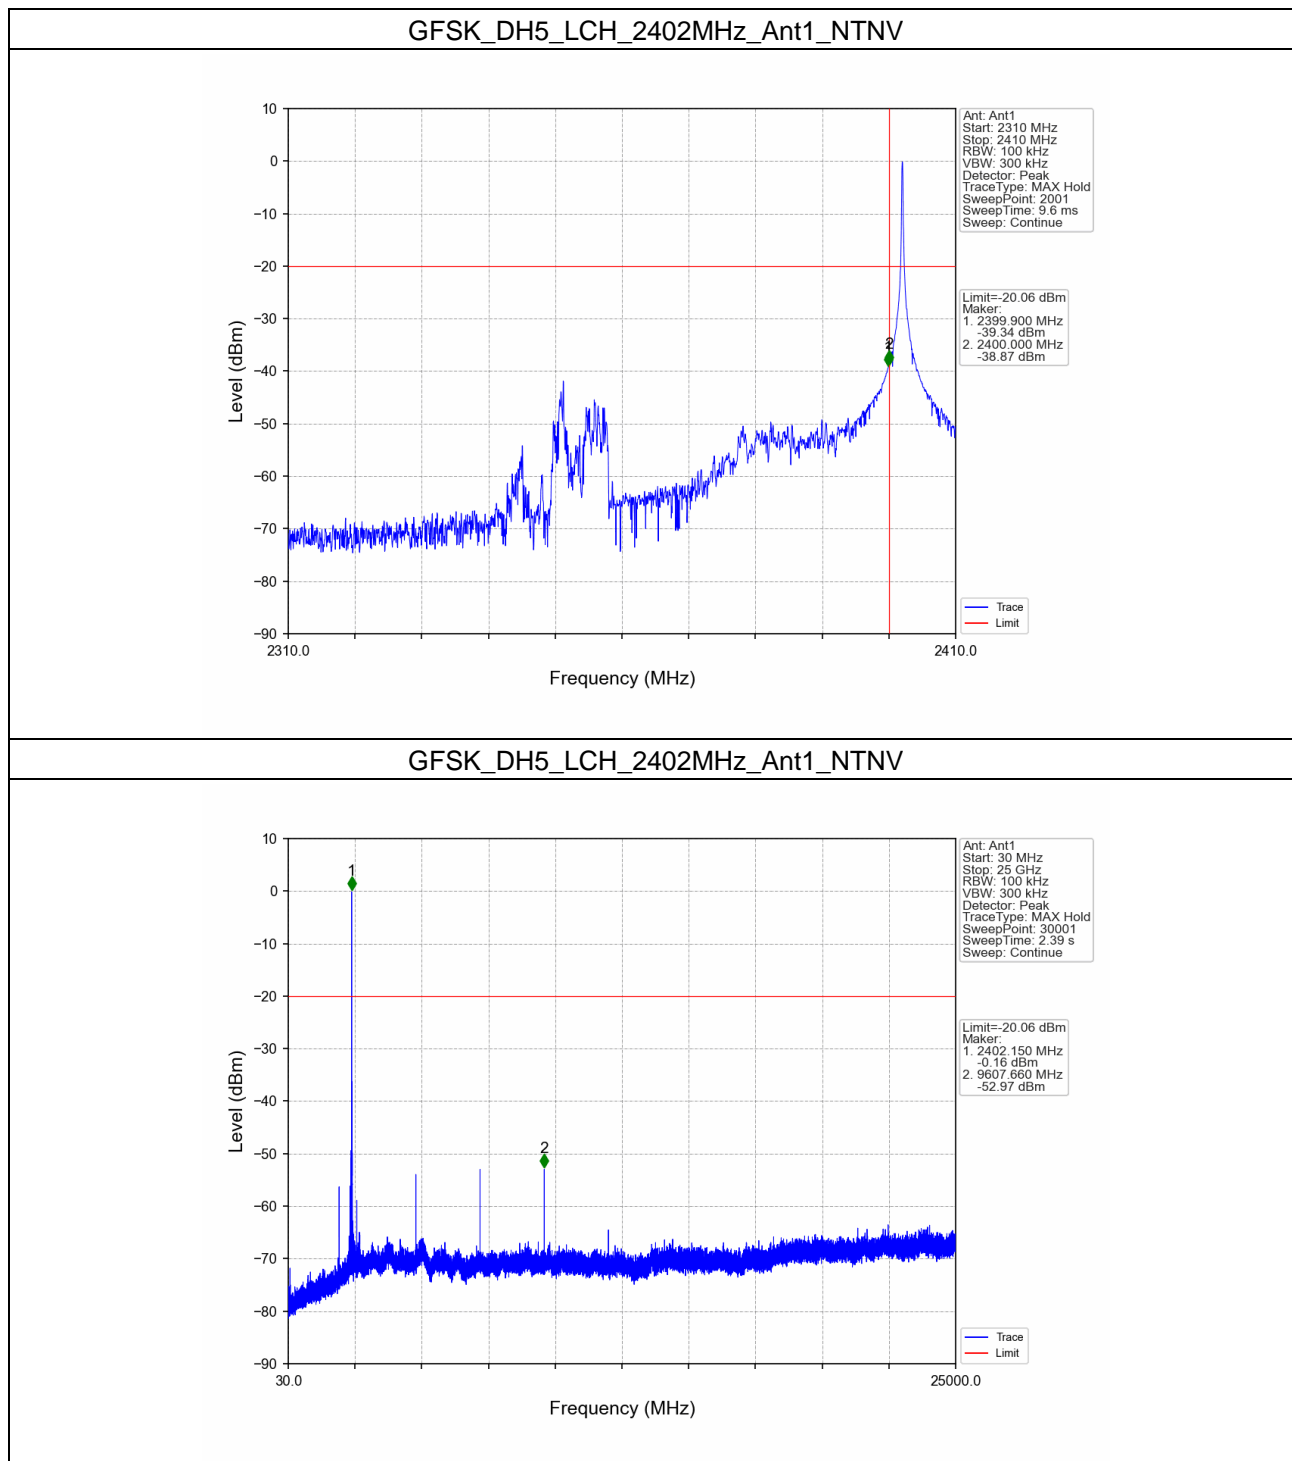 GFSK_DH5_LCH_2402MHz_Ant1_NTNV
10
0
−10
−20
−30
−40
−50
−60
−70
−80
−90
Level (dBm)
2310.0
2410.0
Frequency (MHz)
2
Ant: Ant1
Start: 2310 MHz
Stop: 2410 MHz
RBW: 100 kHz
VBW: 300 kHz
Detector: Peak
TraceType: MAX Hold
SweepPoint: 2001
SweepTime: 9.6 ms
Sweep: Continue
Limit=-20.06 dBm
Maker:
1. 2399.900 MHz
-39.34 dBm
2. 2400.000 MHz
-38.87 dBm
Trace
Limit
GFSK_DH5_LCH_2402MHz_Ant1_NTNV
10
0
−10
−20
−30
−40
−50
−60
−70
−80
−90
Level (dBm)
30.0
25000.0
Frequency (MHz)
1
2
Ant: Ant1
Start: 30 MHz
Stop: 25 GHz
RBW: 100 kHz
VBW: 300 kHz
Detector: Peak
TraceType: MAX Hold
SweepPoint: 30001
SweepTime: 2.39 s
Sweep: Continue
Limit=-20.06 dBm
Maker:
1. 2402.150 MHz
-0.16 dBm
2. 9607.660 MHz
-52.97 dBm
Trace
Limit